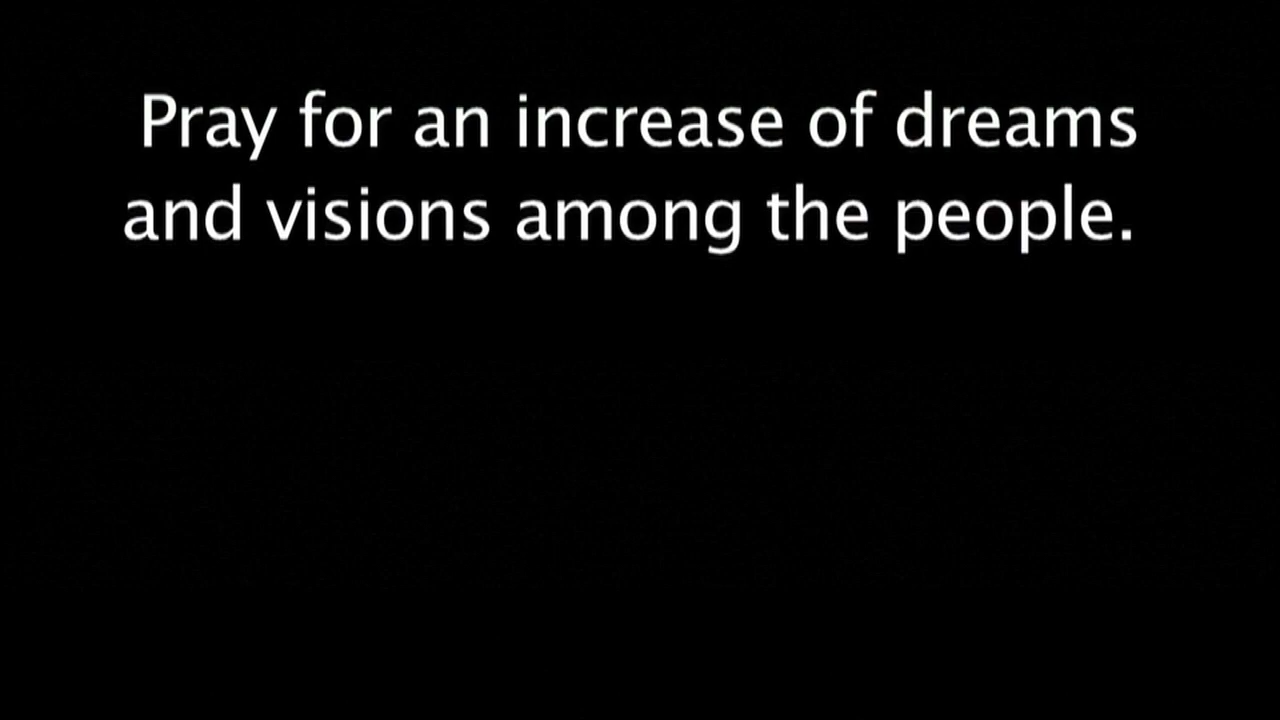 Pray for an increase of dreams
and visions among the people.